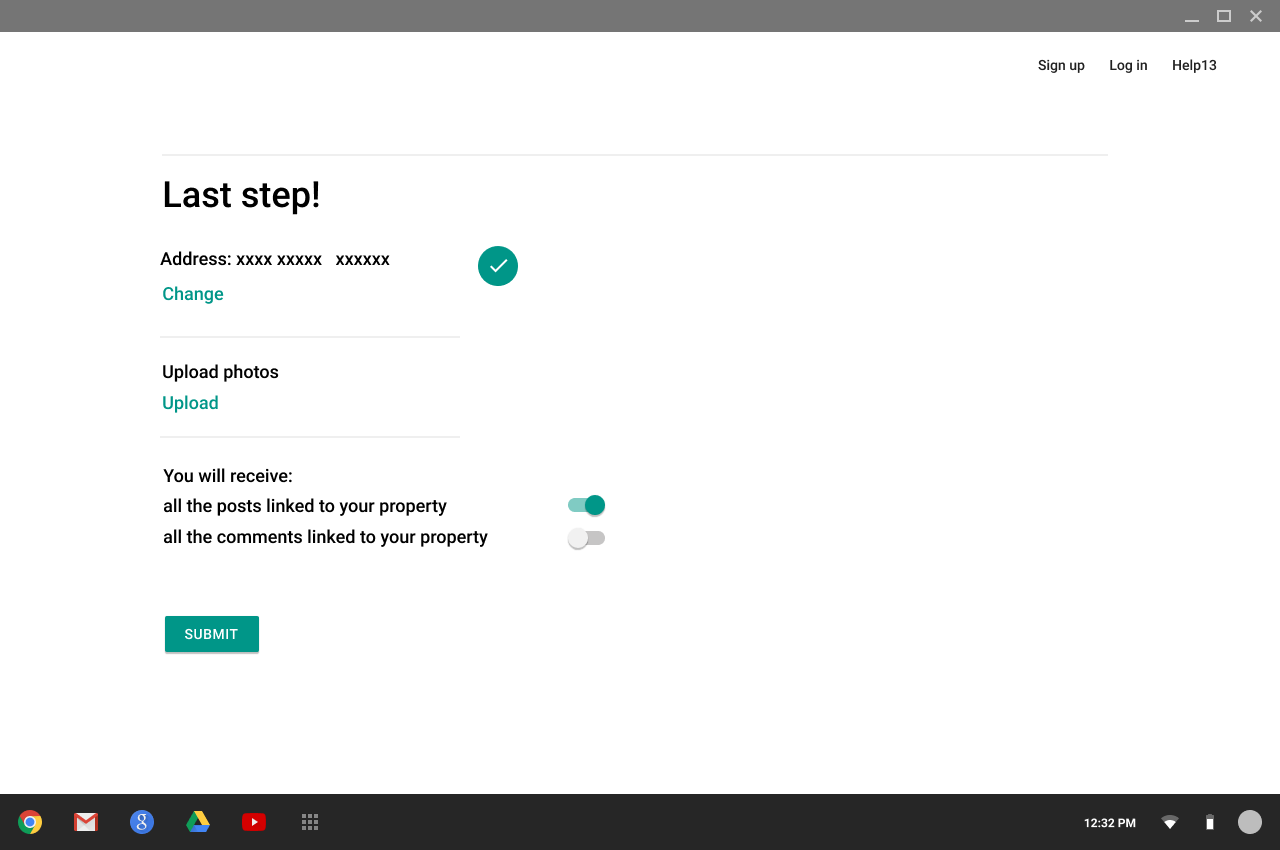 Sign up Log in Help13
Last step!
Address: xxxx xxxxx xxxxxx
Change
Upload photos
Upload
You will receive:
all the posts linked to your property
all the comments linked to your property
SUBMIT
g
12:32 PM